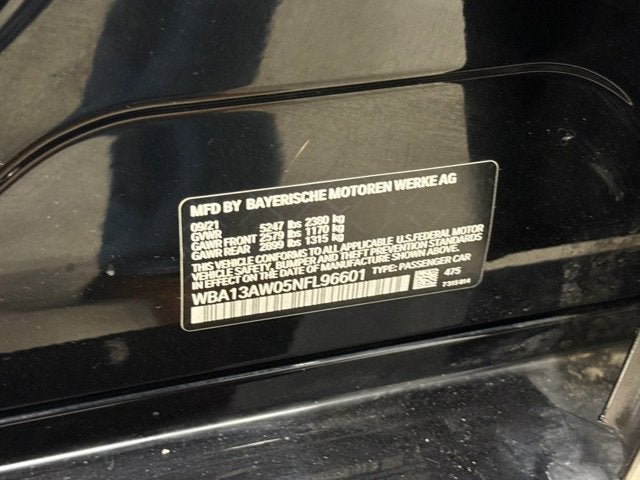 MFD BY BAYERISCHE MOTOREN WERKE AG
09/21
GVWR 5247 lbs 2380 kg
GAWR FRONT 2579 lbs 1170 kg
GAWR REAR 2899 lbs 1315 kg
THIS VEHICLE CONFORMS TO ALL APPLICABLE U.S. FEDERAL MOTOR
VEHICLE SAFETY, BUMPER AND THEFT PREVENTION STANDARDS
IN EFFECT ON THE DATE OF MANUFACTURE SHOWN ABOVE.
WBA13AW05NFL96601 TYPE: PASSENGER CAR
475
7315814